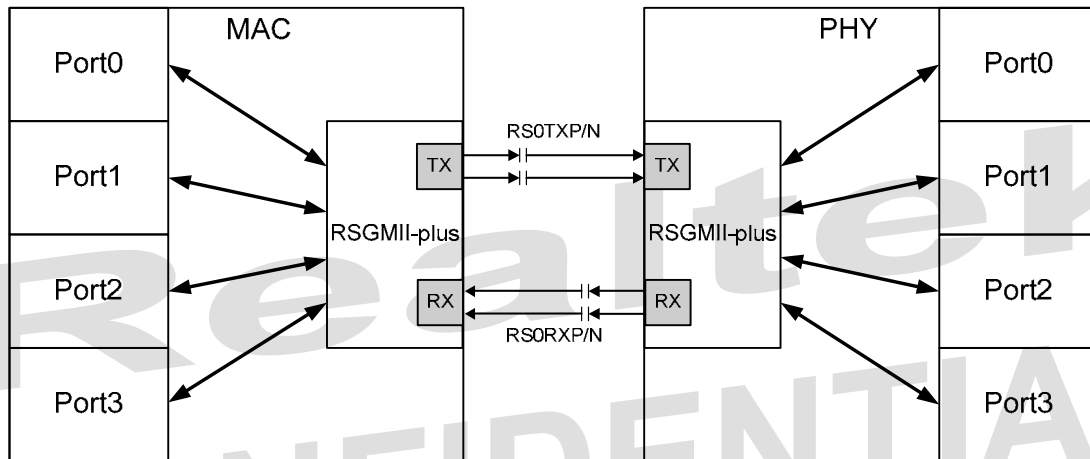 MAC
PHY
Port0
Port0
RS0TXP/N
TX
TX
Port1
Port1
RSGMII-plus
RSGMII-plus
Port2
Port2
RX
RX
RS0RXP/N
Port3
Port3
Realtek
NFIDENTIA